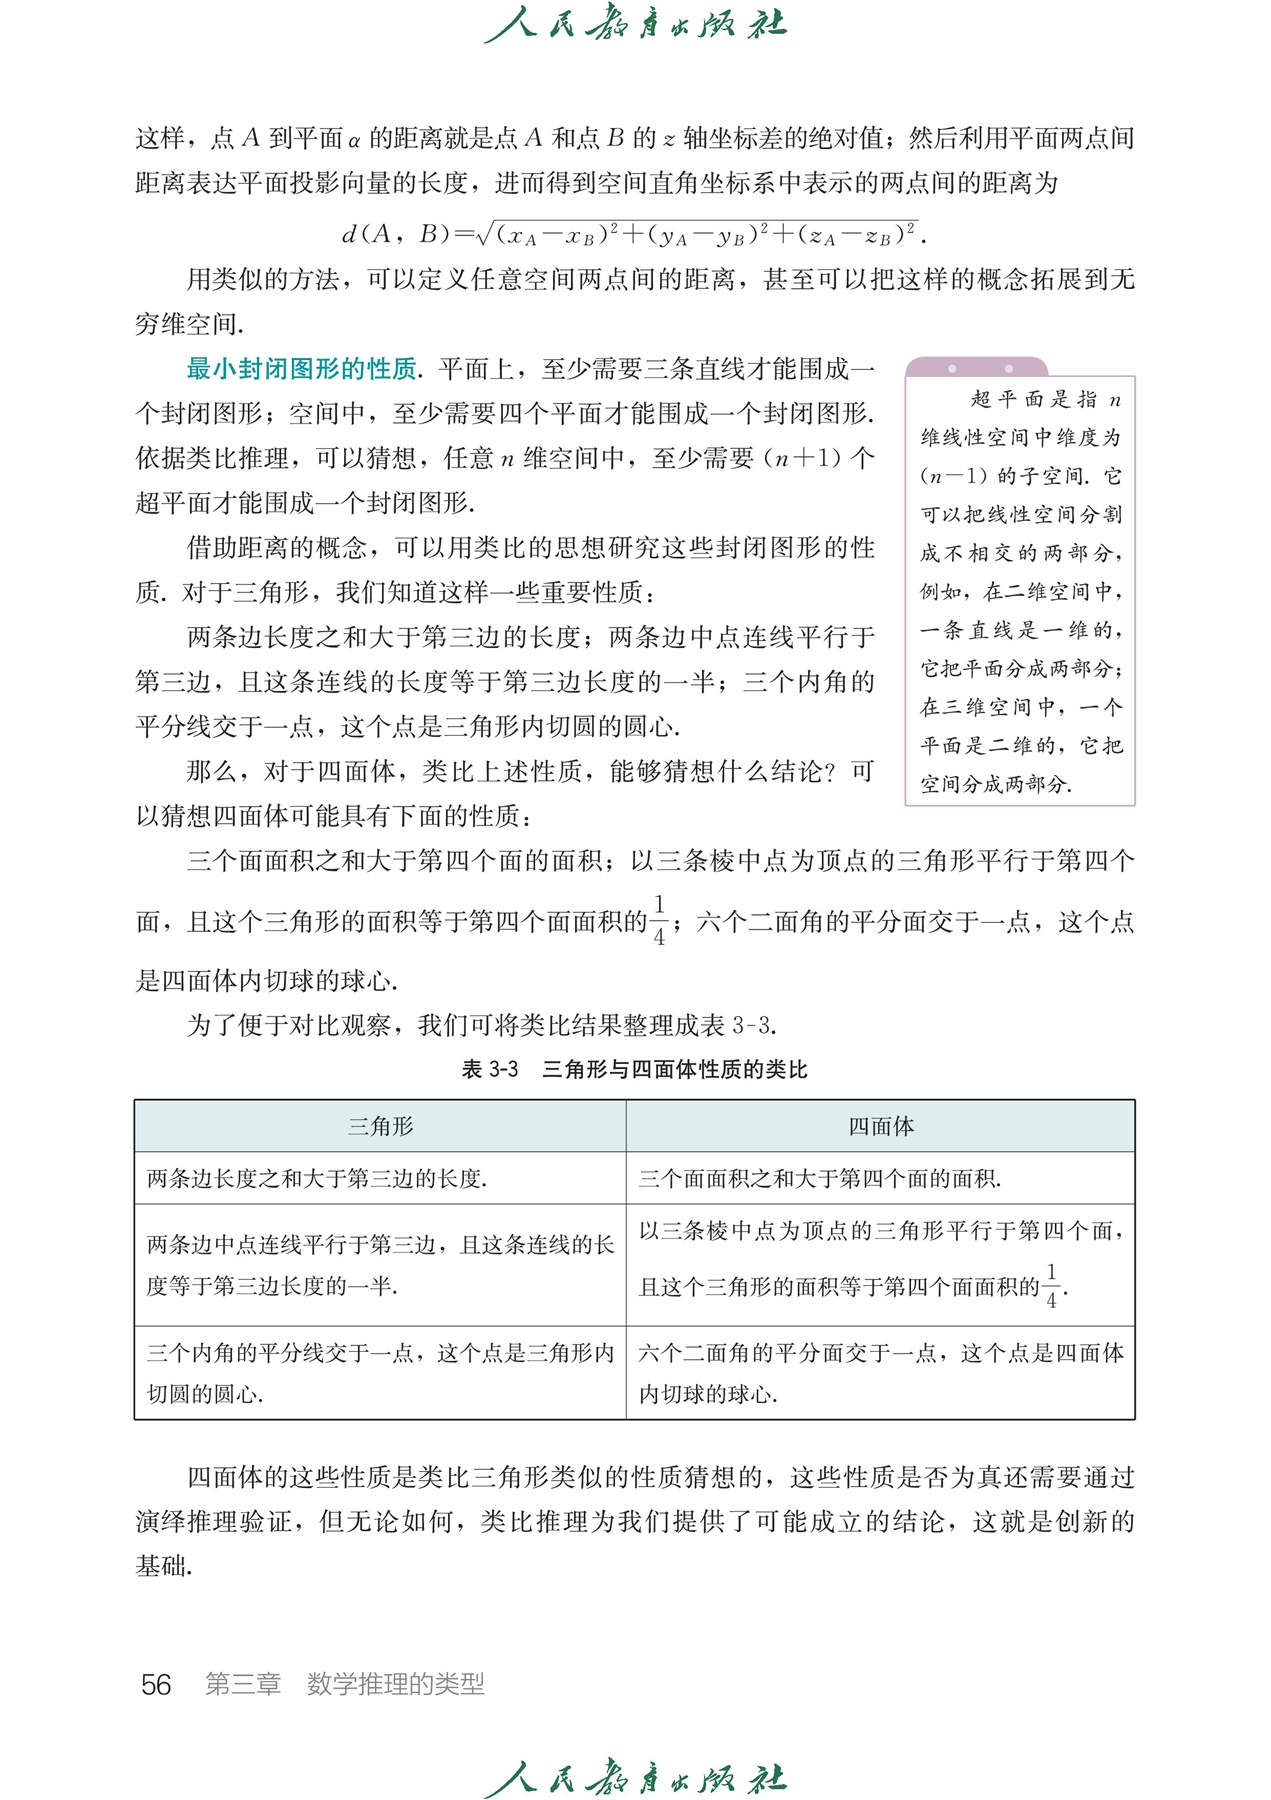 人民教育出版社
这样，点 A 到平面 α 的距离就是点 A 和点 B 的 z 轴坐标差的绝对值；然后利用平面两点间
距离表达平面投影向量的长度，进而得到空间直角坐标系中表示的两点间的距离为
d(A，B)=√((x_A－x_B)²＋(y_A－y_B)²＋(z_A－z_B)²).
用类似的方法，可以定义任意空间两点间的距离，甚至可以把这样的概念拓展到无
穷维空间.
最小封闭图形的性质. 平面上，至少需要三条直线才能围成一
个封闭图形；空间中，至少需要四个平面才能围成一个封闭图形.
依据类比推理，可以猜想，任意 n 维空间中，至少需要（n＋1）个
超平面才能围成一个封闭图形.
借助距离的概念，可以用类比的思想研究这些封闭图形的性
质. 对于三角形，我们知道这样一些重要性质：
两条边长度之和大于第三边的长度；两条边中点连线平行于
第三边，且这条连线的长度等于第三边长度的一半；三个内角的
平分线交于一点，这个点是三角形内切圆的圆心.
那么，对于四面体，类比上述性质，能够猜想什么结论？可
以猜想四面体可能具有下面的性质：
超平面是指 n
维线性空间中维度为
（n－1）的子空间. 它
可以把线性空间分割
成不相交的两部分，
例如，在二维空间中，
一条直线是一维的，
它把平面分成两部分；
在三维空间中，一个
平面是二维的，它把
空间分成两部分.
三个面面积之和大于第四个面的面积；以三条棱中点为顶点的三角形平行于第四个
面，且这个三角形的面积等于第四个面面积的1/4；六个二面角的平分面交于一点，这个点
是四面体内切球的球心.
为了便于对比观察，我们可将类比结果整理成表 3-3.
表 3-3　三角形与四面体性质的类比
三角形
四面体
两条边长度之和大于第三边的长度.
三个面面积之和大于第四个面的面积.
两条边中点连线平行于第三边，且这条连线的长
度等于第三边长度的一半.
以三条棱中点为顶点的三角形平行于第四个面，
且这个三角形的面积等于第四个面面积的1/4.
三个内角的平分线交于一点，这个点是三角形内
切圆的圆心.
六个二面角的平分面交于一点，这个点是四面体
内切球的球心.
四面体的这些性质是类比三角形类似的性质猜想的，这些性质是否为真还需要通过
演绎推理验证，但无论如何，类比推理为我们提供了可能成立的结论，这就是创新的
基础.
56　第三章　数学推理的类型
人民教育出版社